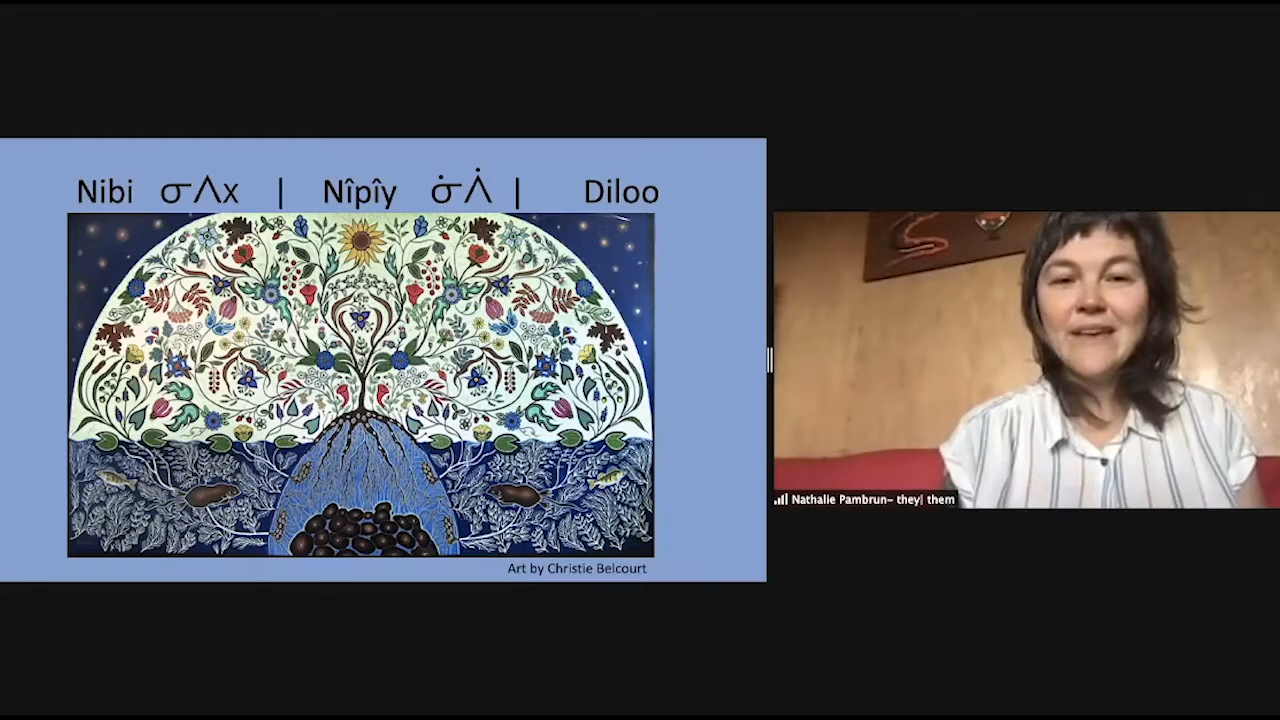 Nibi ᓂᐱx | Nîpîy ᓃᐲ | Diloo
Art by Christie Belcourt
Nathalie Pambrun- they| them